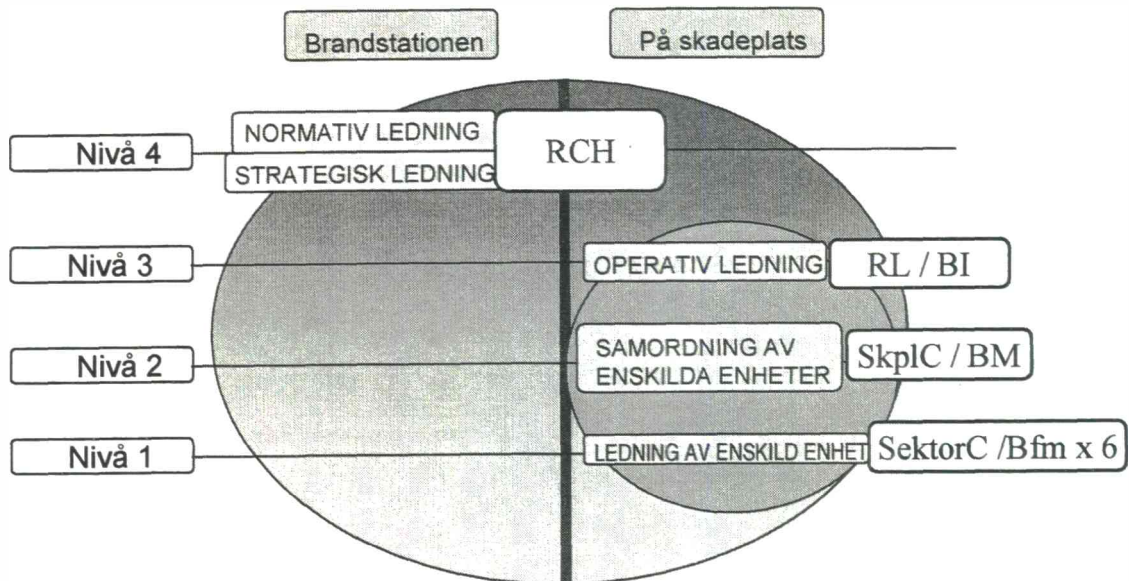 Brandstationen
På skadeplats
Nivå 4
NORMATIV LEDNING
STRATEGISK LEDNING
RCH
Nivå 3
OPERATIV LEDNING
RL / BI
Nivå 2
SAMORDNING AV
ENSKILDA ENHETER
SkplC / BM
Nivå 1
LEDNING AV ENSKILD ENHET
SektorC /Bfm x 6